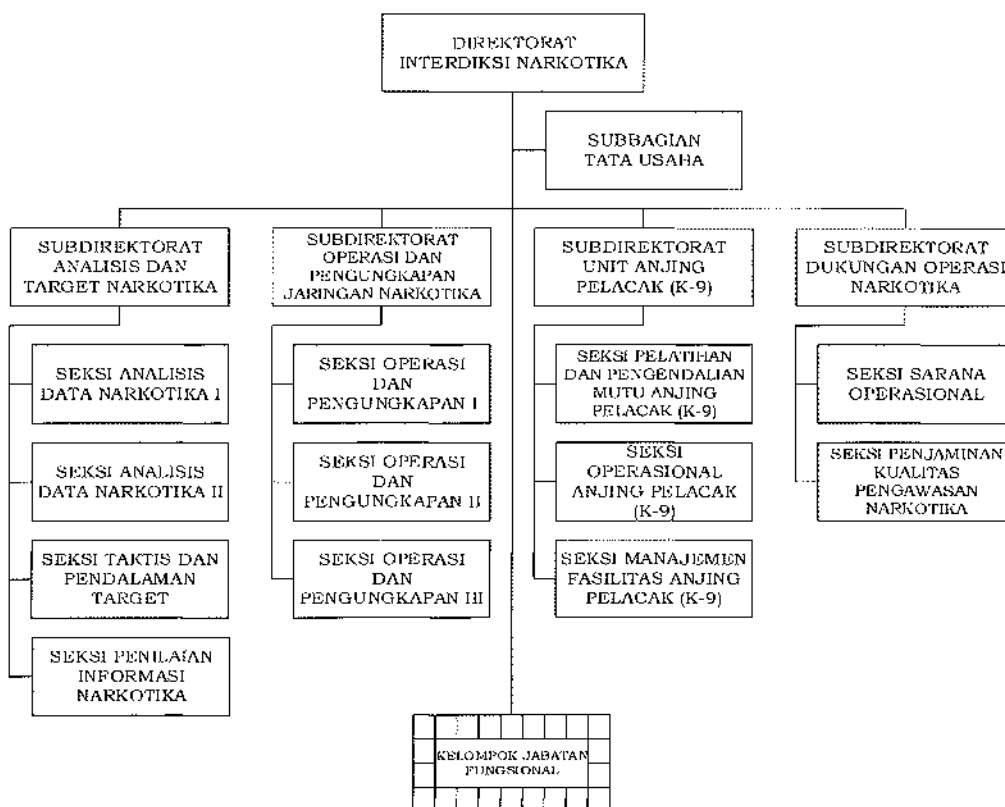 DIREKTORAT
INTERDIKSI NARKOTIKA
SUBBAGIAN
TATA USAHA
SUBDIREKTORAT
ANALISIS DAN
TARGET NARKOTIKA
SEKSI ANALISIS
DATA NARKOTIKA I
SEKSI ANALISIS
DATA NARKOTIKA II
SEKSI TAKTIS DAN
PENDALAMAN
TARGET
SEKSI PENILAIAN
INFORMASI
NARKOTIKA
SUBDIREKTORAT
OPERASI DAN
PENGUNGKAPAN
JARINGAN NARKOTIKA
SEKSI OPERASI
DAN
PENGUNGKAPAN I
SEKSI OPERASI
DAN
PENGUNGKAPAN II
SEKSI OPERASI
DAN
PENGUNGKAPAN III
SUBDIREKTORAT
UNIT ANJING
PELACAK (K-9)
SEKSI PELATIHAN
DAN PENGENDALIAN
MUTU ANJING
PELACAK (K-9)
SEKSI
OPERASIONAL
ANJING PELACAK
(K-9)
SEKSI MANAJEMEN
FASILITAS ANJING
PELACAK (K-9)
SUBDIREKTORAT
DUKUNGAN OPERASI
NARKOTIKA
SEKSI SARANA
OPERASIONAL
SEKSI PENJAMINAN
KUALITAS
PENGAWASAN
NARKOTIKA
KELOMPOK JABATAN
FUNGSIONAL